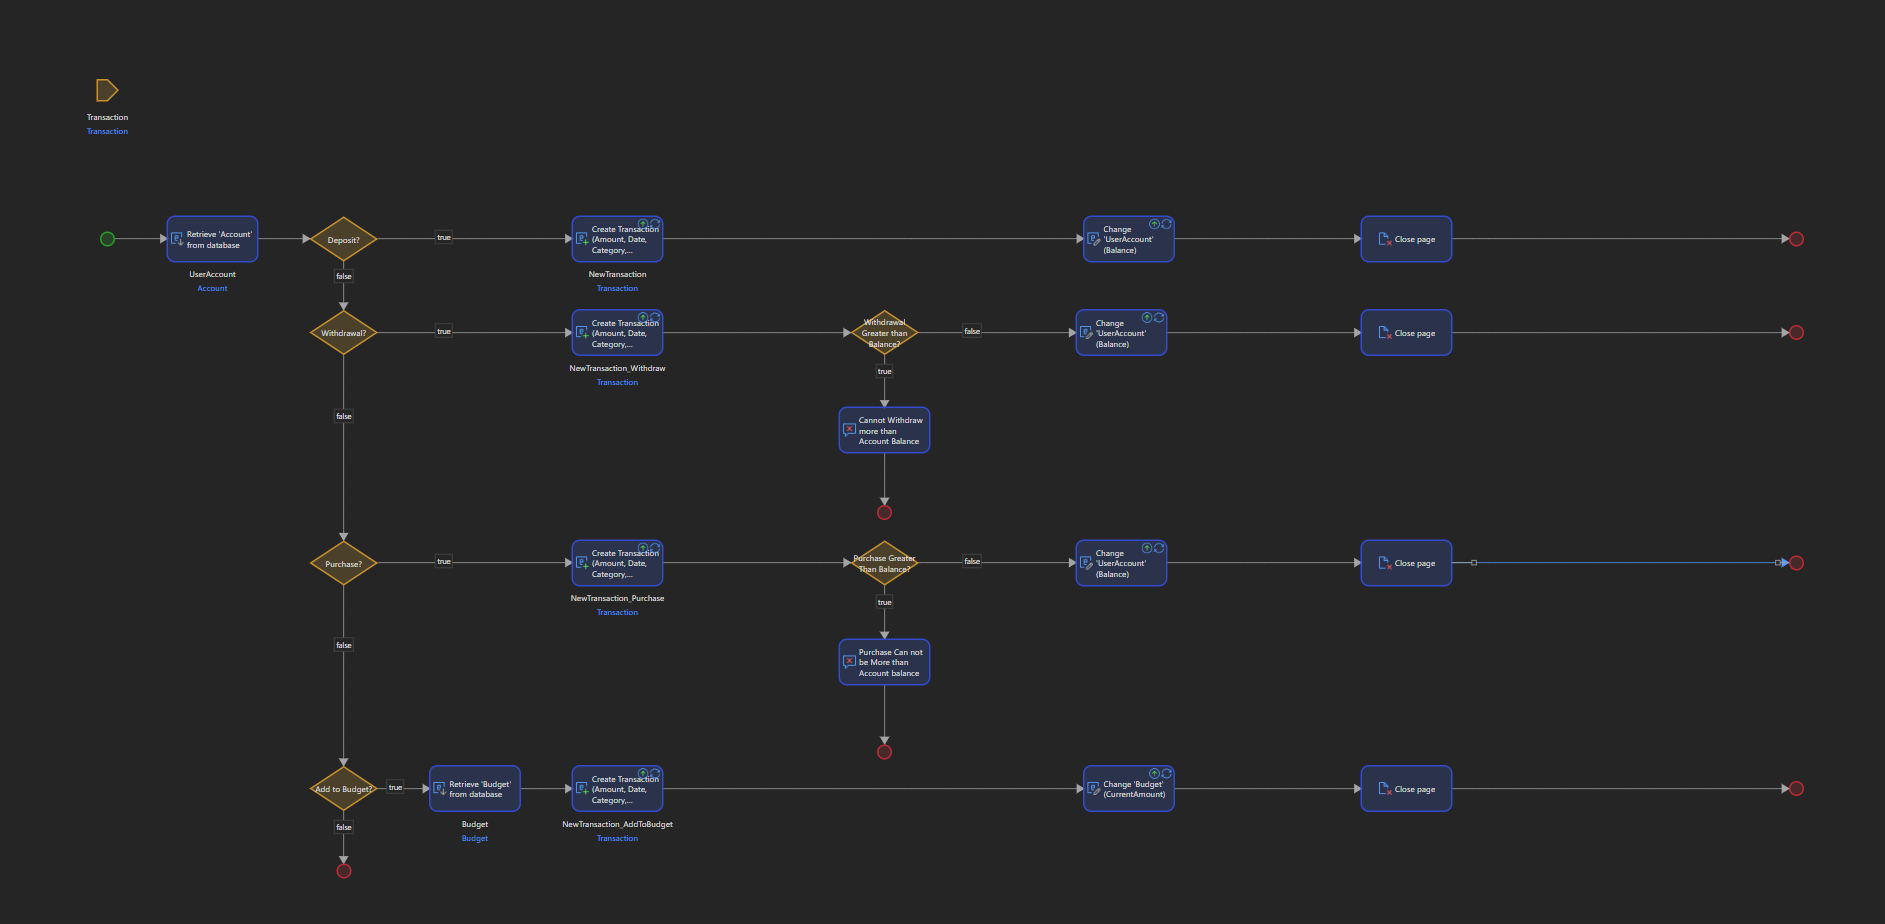 Transaction
Transaction
Retrieve 'Account'
from database
UserAccount
Account
Deposit?
true
false
Create Transaction
(Amount, Date,
Category,...
NewTransaction
Transaction
Change
'UserAccount'
(Balance)
Close page
Withdrawal?
true
false
Create Transaction
(Amount, Date,
Category,...
NewTransaction_Withdraw
Transaction
Withdrawal
Greater than
Balance?
false
true
Change
'UserAccount'
(Balance)
Close page
Cannot Withdraw
more than
Account Balance
Purchase?
true
false
Create Transaction
(Amount, Date,
Category,...
NewTransaction_Purchase
Transaction
Purchase Greater
Than Balance?
false
true
Change
'UserAccount'
(Balance)
Close page
Purchase Can not
be More than
Account balance
Add to Budget?
true
false
Retrieve 'Budget'
from database
Budget
Budget
Create Transaction
(Amount, Date,
Category,...
NewTransaction_AddToBudget
Transaction
Change 'Budget'
(CurrentAmount)
Close page